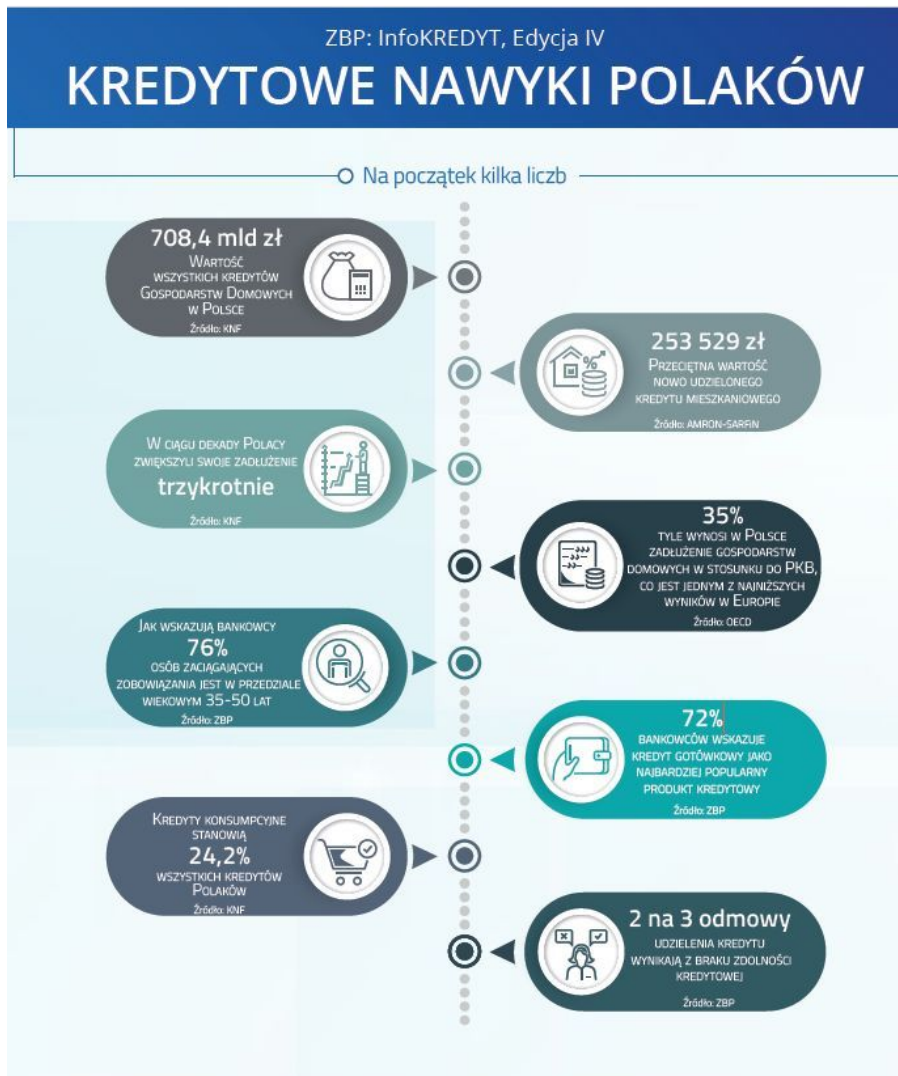 ZBP: InfoKREDYT, Edycja IV
KREDYTOWE NAWYKI POLAKÓW
Na początek kilka liczb
708,4 mld zł
Wartość
wszystkich kredytów
Gospodarstw Domowych
w Polsce
Źródło: KNF
253 529 zł
Przeciętna wartość
nowo udzielonego
kredytu mieszkaniowego
Źródło: AMRON-SARFIN
W ciągu dekady Polacy
zwiększyli swoje zadłużenie
trzykrotnie
Źródło: KNF
35%
tyle wynosi w Polsce
zadłużenie gospodarstw
domowych w stosunku do PKB,
co jest jednym z najniższych
wyników w Europie
Źródło: OECD
Jak wskazują bankowcy
76%
osób zaciągających
zobowiązania jest w przedziale
wiekowym 35-50 lat
Źródło: ZBP
72%
bankowców wskazuje
kredyt gotówkowy jako
najbardziej popularny
produkt kredytowy
Źródło: ZBP
Kredyty konsumpcyjne
stanowią
24,2%
wszystkich kredytów
Polaków
Źródło: KNF
2 na 3 odmowy
udzielenia kredytu
wynikają z braku zdolności
kredytowej
Źródło: ZBP